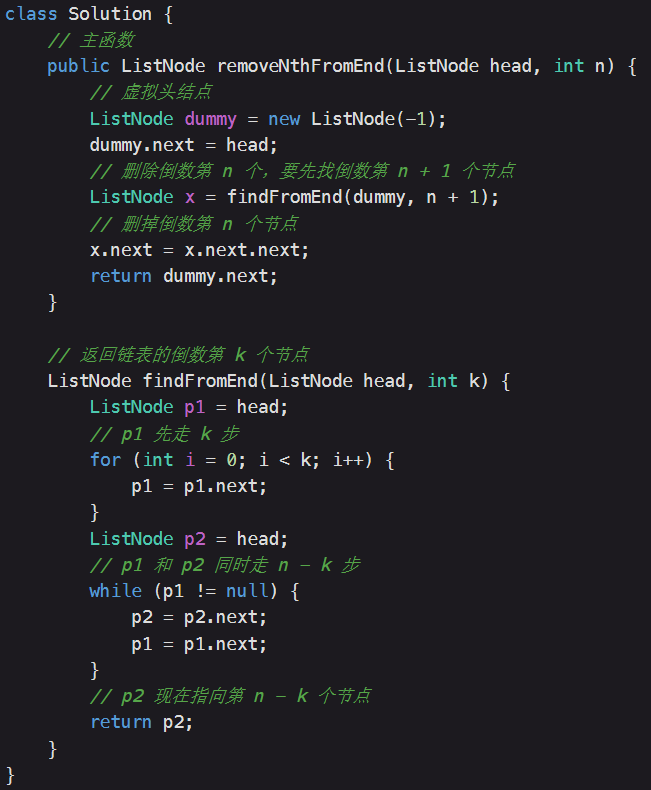 class Solution {
    // 主函数
    public ListNode removeNthFromEnd(ListNode head, int n) {
        // 虚拟头结点
        ListNode dummy = new ListNode(-1);
        dummy.next = head;
        // 删除倒数第 n 个，要先找倒数第 n + 1 个节点
        ListNode x = findFromEnd(dummy, n + 1);
        // 删掉倒数第 n 个节点
        x.next = x.next.next;
        return dummy.next;
    }

    // 返回链表的倒数第 k 个节点
    ListNode findFromEnd(ListNode head, int k) {
        ListNode p1 = head;
        // p1 先走 k 步
        for (int i = 0; i < k; i++) {
            p1 = p1.next;
        }
        ListNode p2 = head;
        // p1 和 p2 同时走 n - k 步
        while (p1 != null) {
            p2 = p2.next;
            p1 = p1.next;
        }
        // p2 现在指向第 n - k 个节点
        return p2;
    }
}